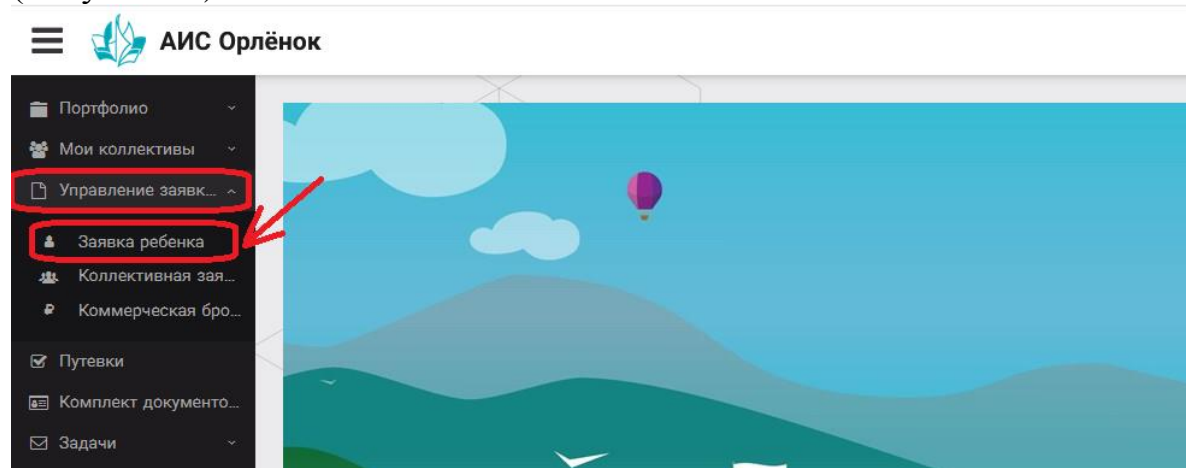 АИС Орлёнок
Портфолио
Мои коллективы
Управление заявк...
Заявка ребенка
Коллективная зая...
Коммерческая бро...
Путевки
Комплект документо...
Задачи